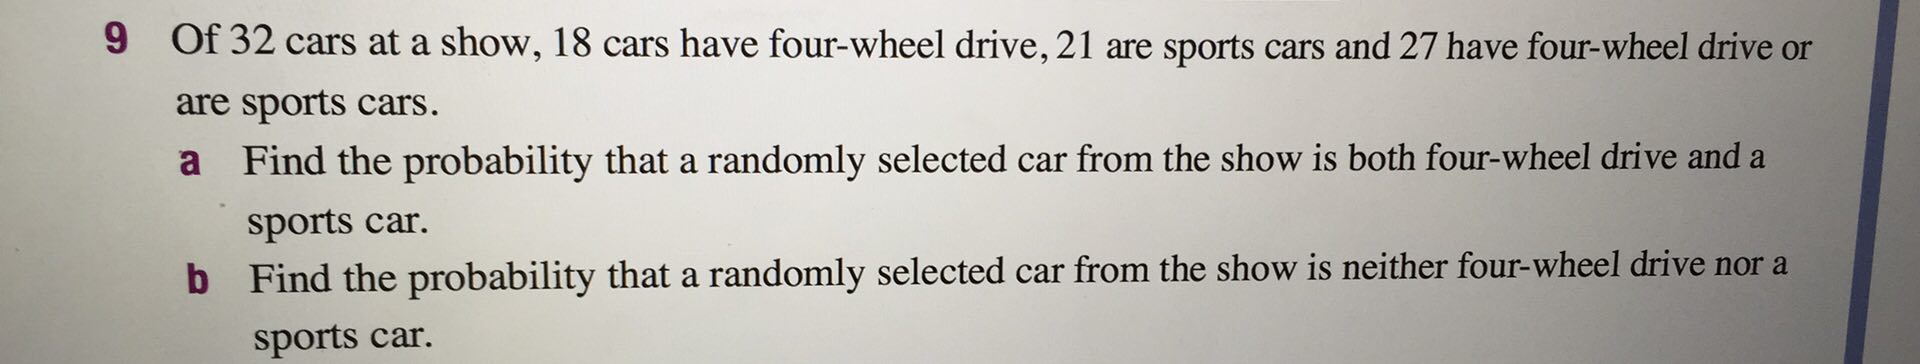 9 Of 32 cars at a show, 18 cars have four-wheel drive, 21 are sports cars and 27 have four-wheel drive or
are sports cars.
a Find the probability that a randomly selected car from the show is both four-wheel drive and a
sports car.
b Find the probability that a randomly selected car from the show is neither four-wheel drive nor a
sports car.